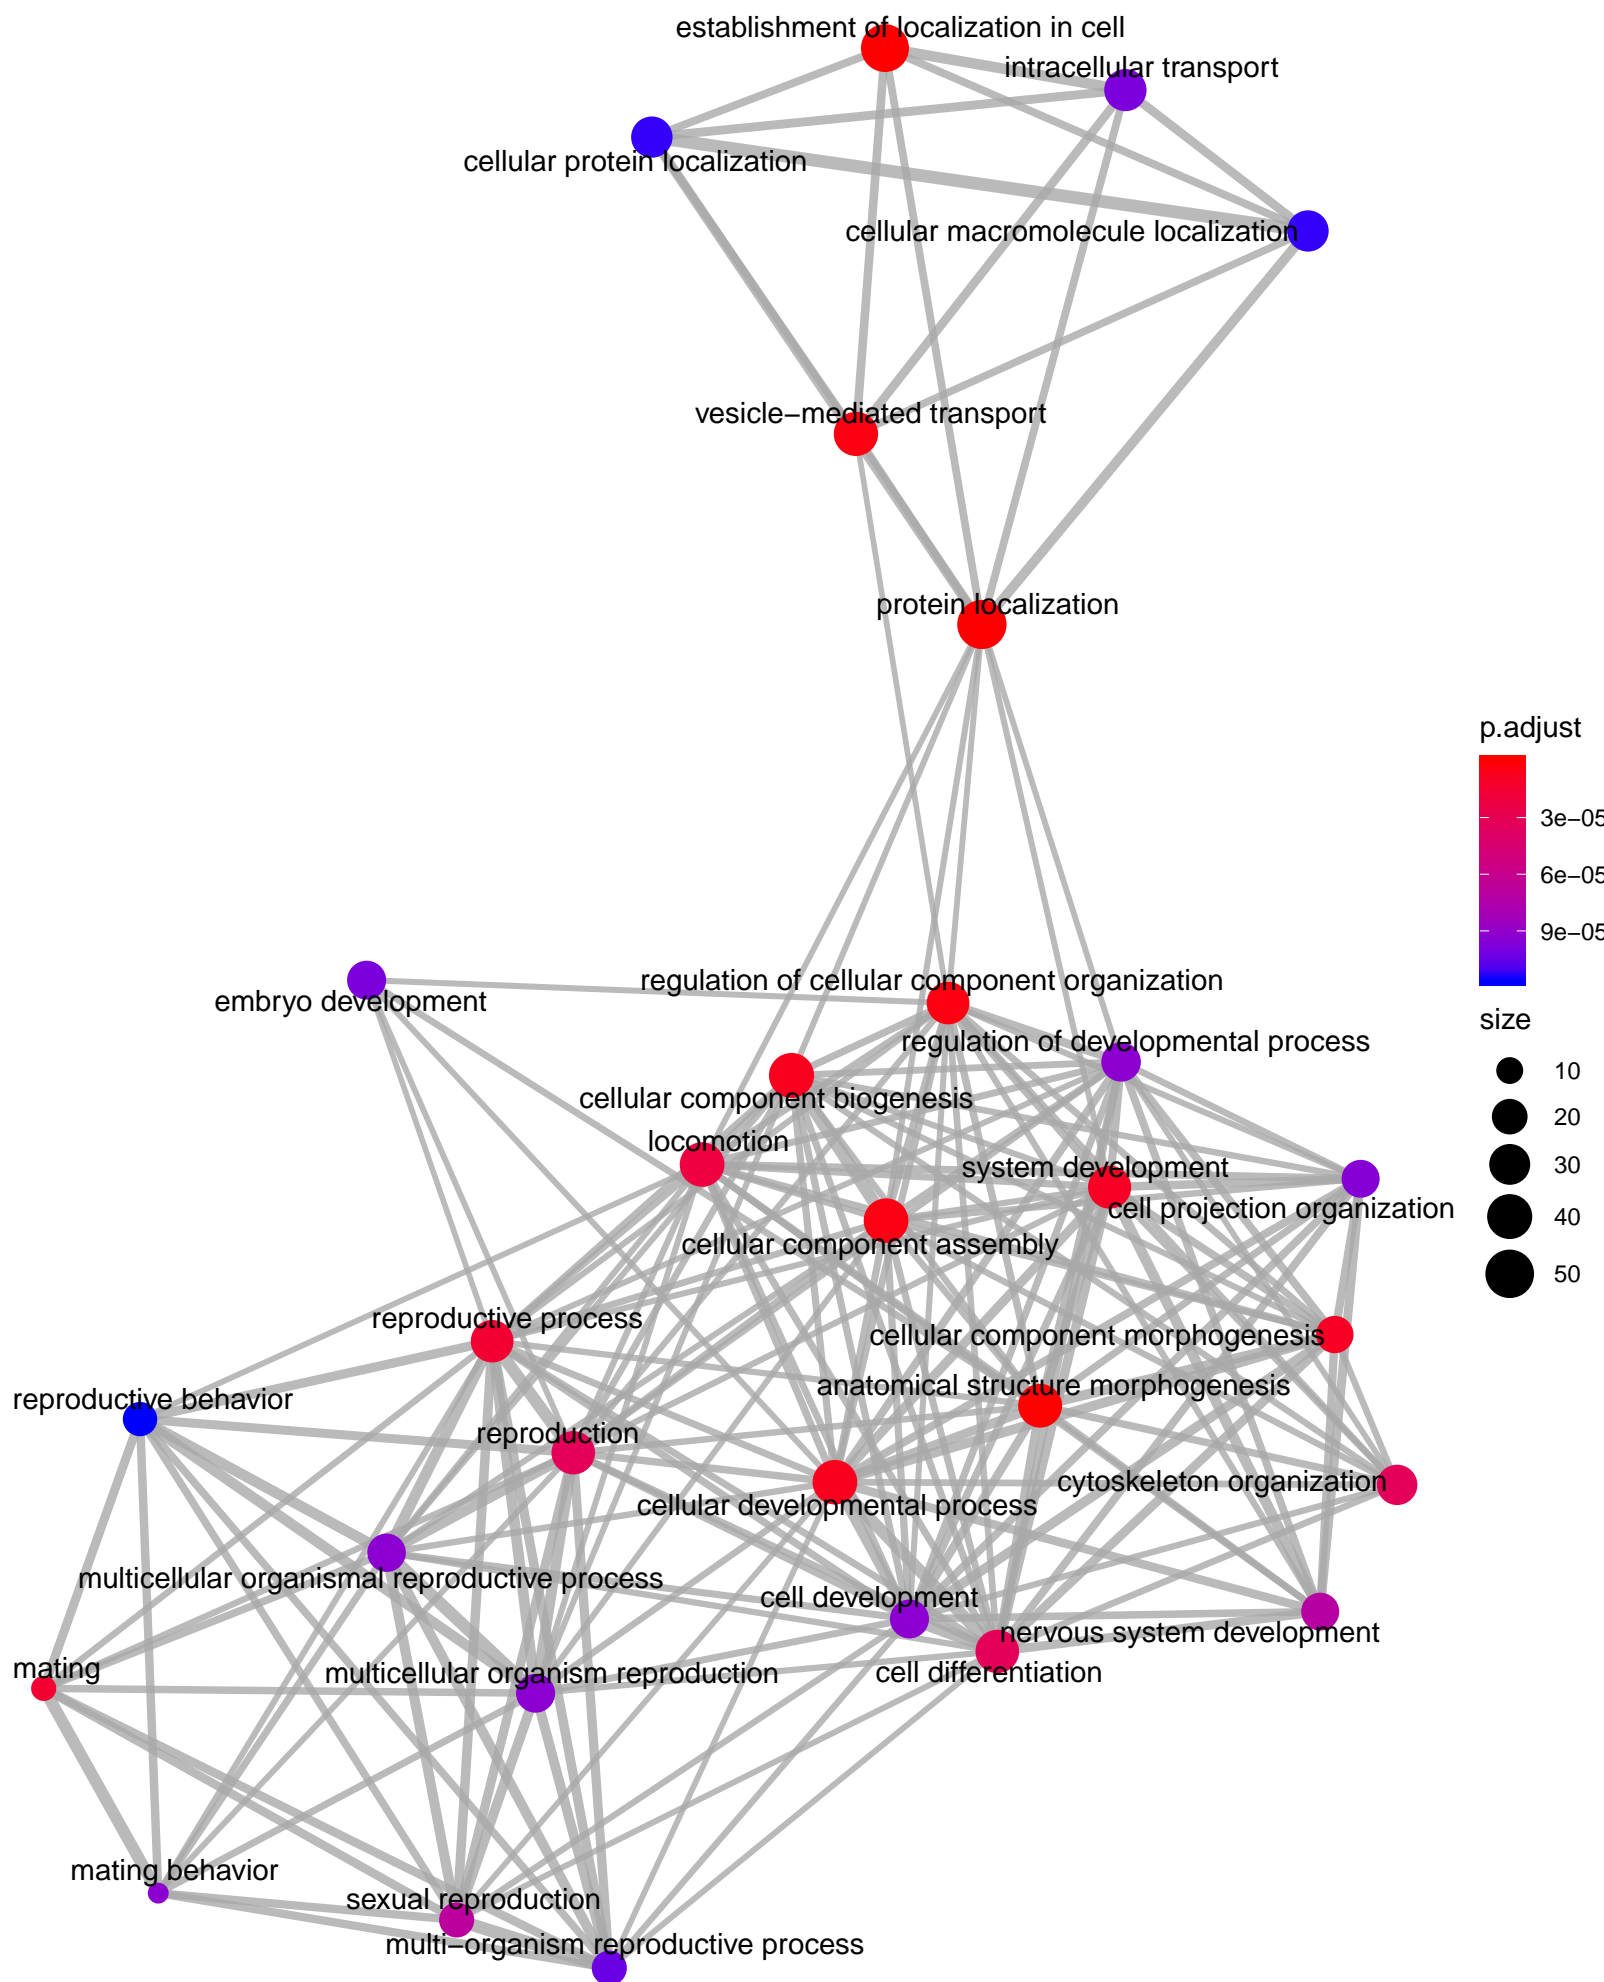 establishment of localization in cell
intracellular transport
cellular protein localization
cellular macromolecule localization
vesicle−mediated transport
protein localization
p.adjust
3e−05
6e−05
9e−05
size
10
20
30
40
50
embryo development
regulation of cellular component organization
regulation of developmental process
cellular component biogenesis
locomotion
system development
cell projection organization
cellular component assembly
reproductive process
cellular component morphogenesis
anatomical structure morphogenesis
reproductive behavior
reproduction
cytoskeleton organization
cellular developmental process
multicellular organismal reproductive process
cell development
nervous system development
mating
multicellular organism reproduction
cell differentiation
mating behavior
sexual reproduction
multi−organism reproductive process